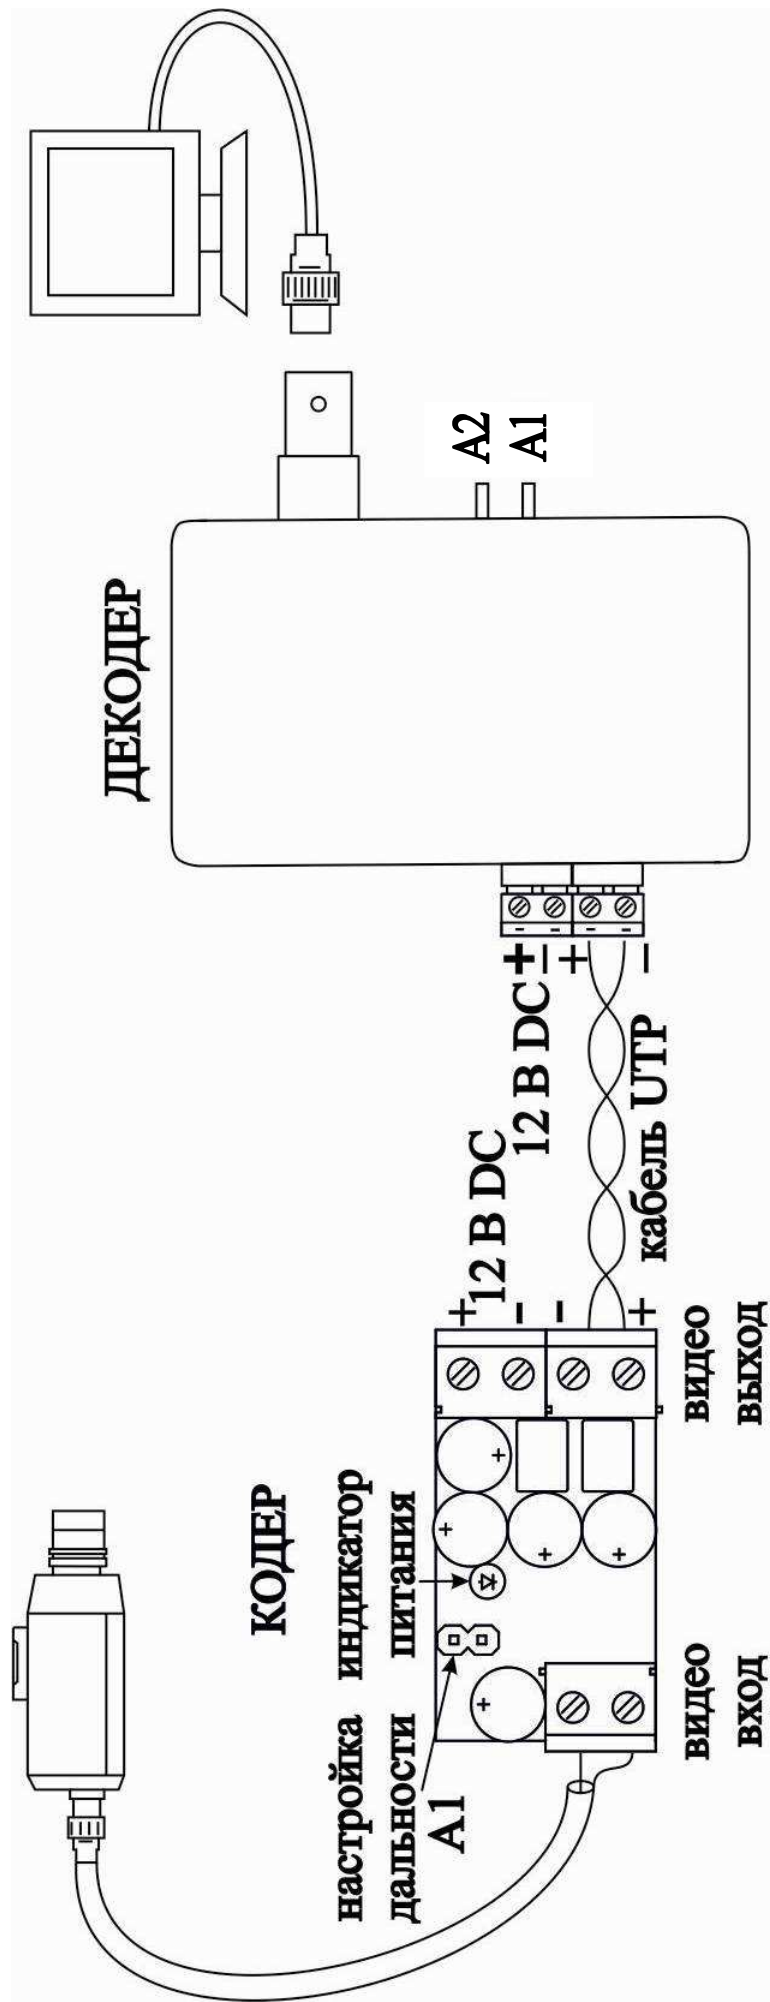 ДЕКОДЕР
A2
A1
+
−
12 В DC
+
−
кабель UTP
+
12 В DC
-
-
+
видео
выход
КОДЕР
индикатор
питания
настройка
дальности
A1
видео
вход
+
+
+
+
+